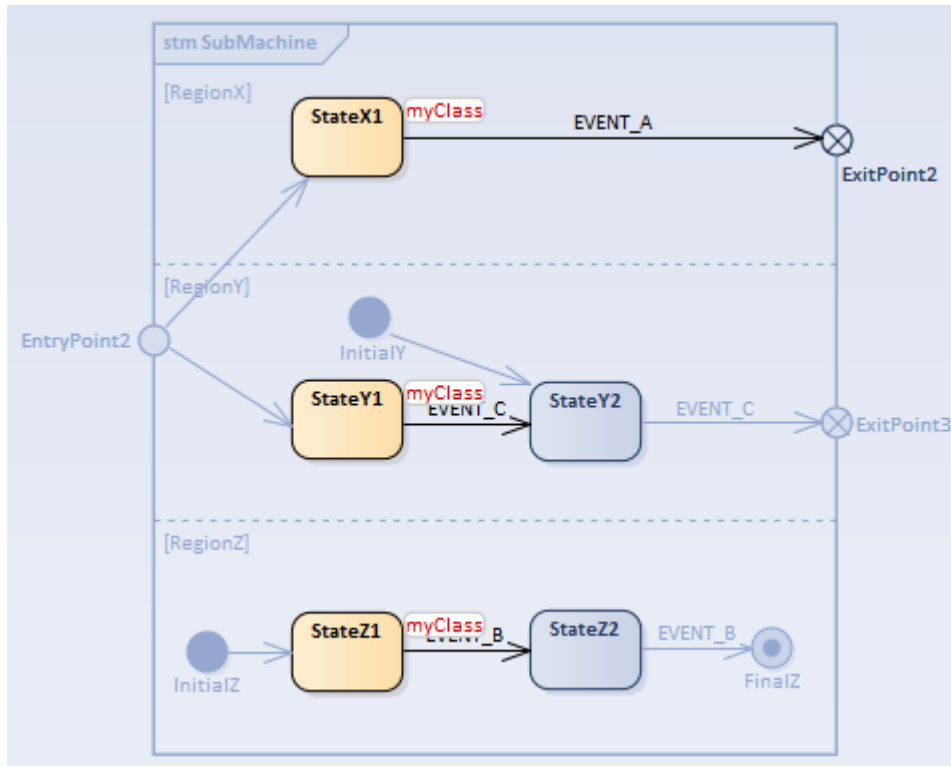 stm SubMachine
[RegionX]
StateX1
myClass
EVENT_A
ExitPoint2
[RegionY]
EntryPoint2
InitialY
StateY1
myClass
EVENT_C
StateY2
EVENT_C
ExitPoint3
[RegionZ]
StateZ1
myClass
EVENT_B
StateZ2
EVENT_B
InitialZ
FinalZ